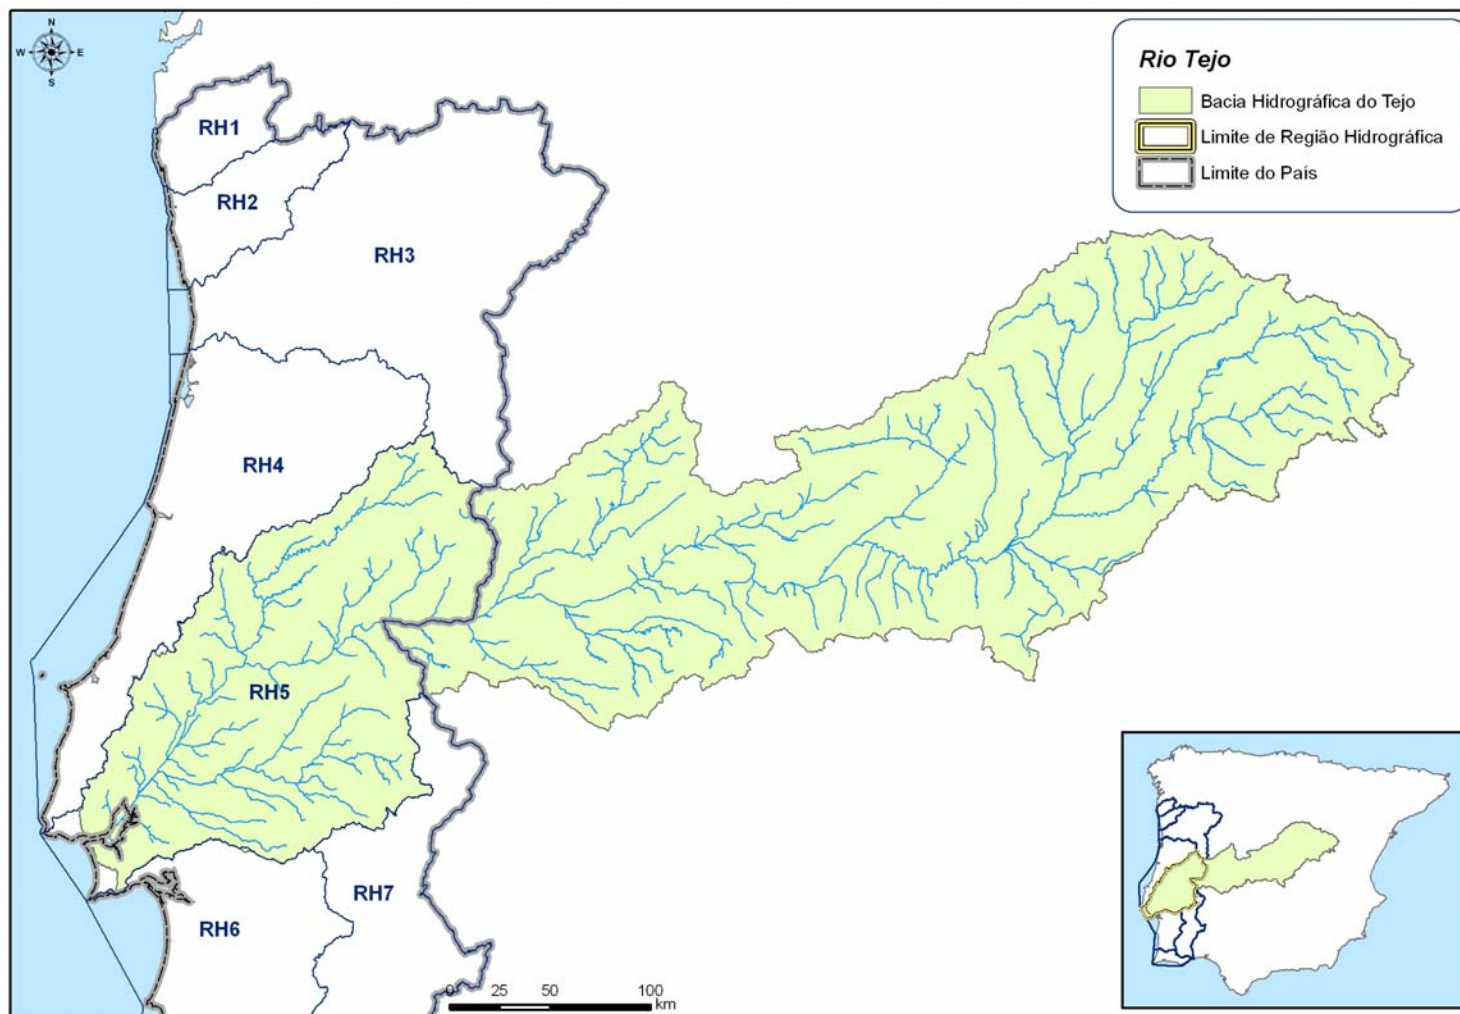 N
W E
S
Rio Tejo
Bacia Hidrográfica do Tejo
Limite de Região Hidrográfica
Limite do País
RH1
RH2
RH3
RH4
RH5
RH6
RH7
0 25 50 100
km